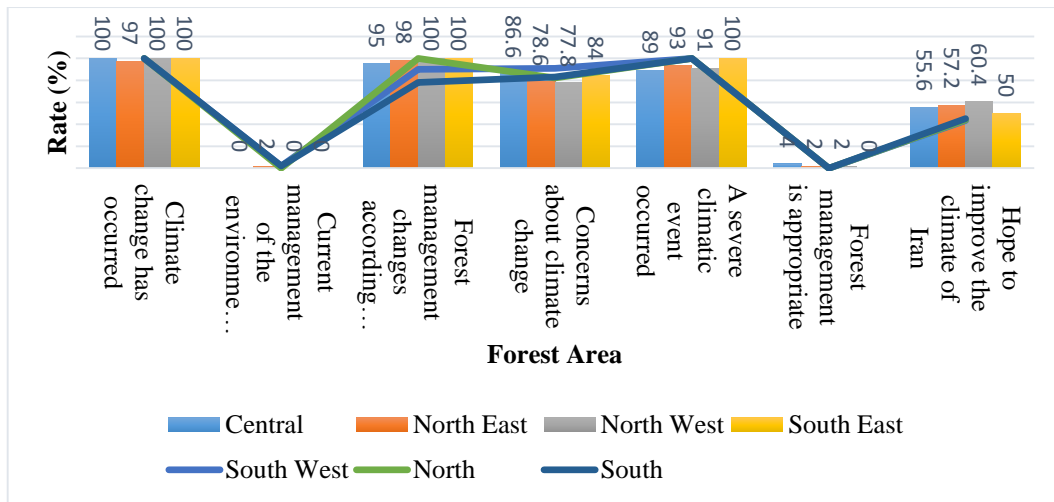 Rate (%)
100
97
100
100
0
2
0
0
95
98
100
100
86.6
78.6
77.8
84
89
93
91
100
4
2
2
0
55.6
57.2
60.4
50
Climate
change has
occurred
Current
management
of the
environme…
Forest
management
changes
according…
Concerns
about climate
change
A severe
climatic
event
occurred
Forest
management
is appropriate
Hope to
improve the
climate of
Iran
Forest Area
Central North East North West South East
South West North South